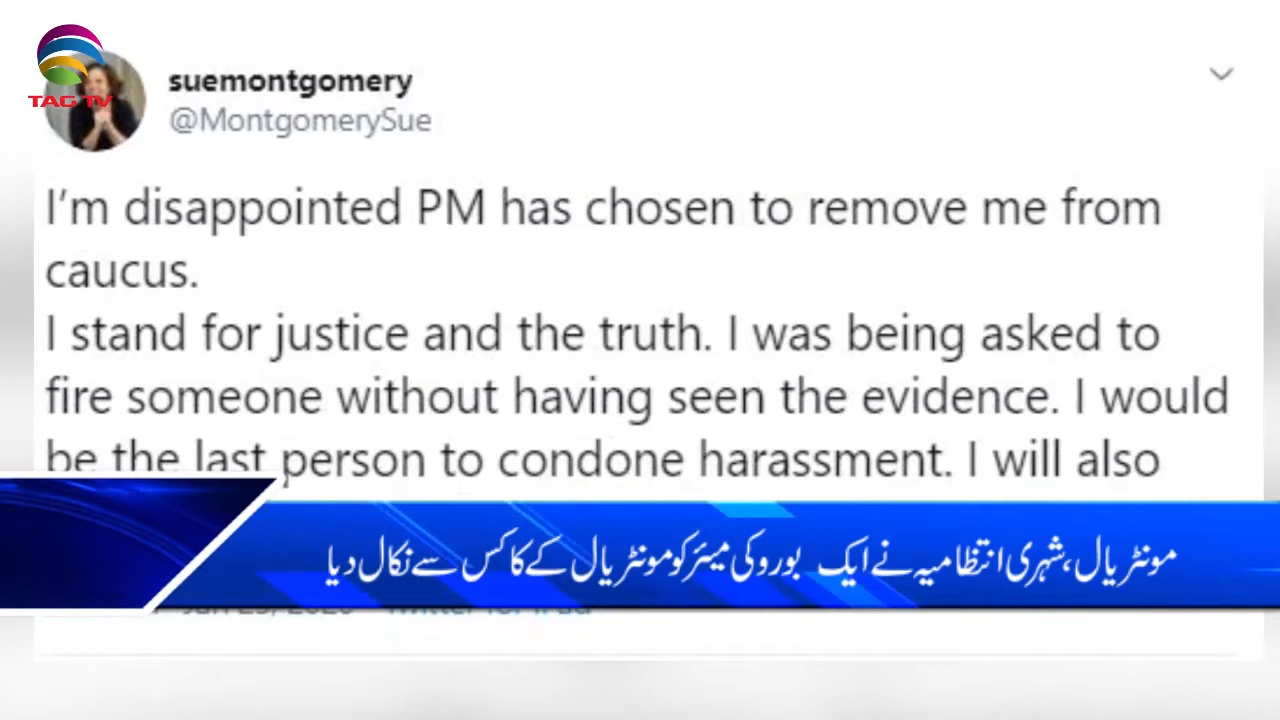 TAG TV
suemontgomery
@MontgomerySue
I'm disappointed PM has chosen to remove me from
caucus.
I stand for justice and the truth. I was being asked to
fire someone without having seen the evidence. I would
be the last person to condone harassment. I will also
مونٹریال، شہری انتظامیہ نے ایک بورو کی میئر کو مونٹریال کے کاکس سے نکال دیا